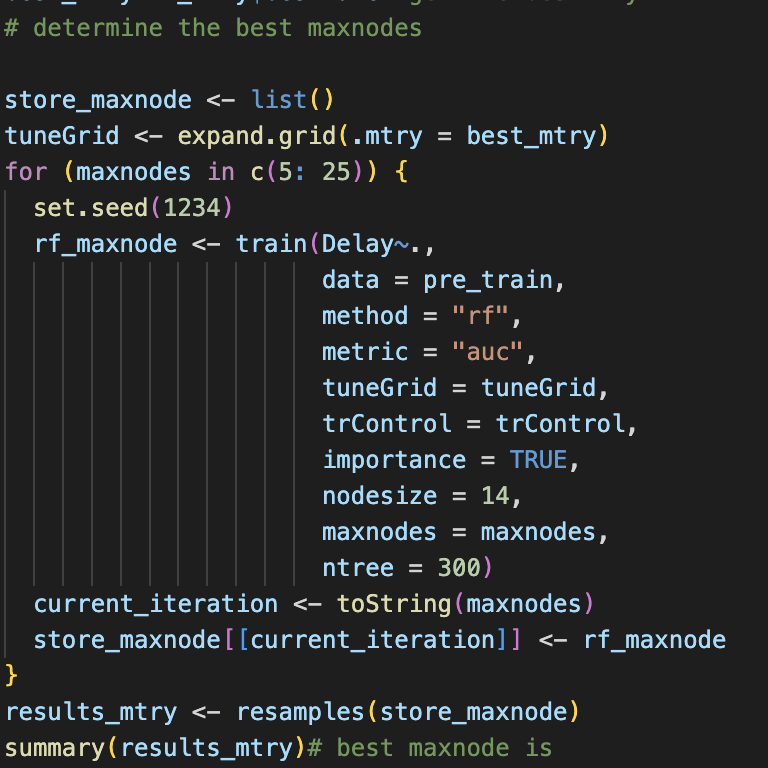 # determine the best maxnodes
store_maxnode <- list()
tuneGrid <- expand.grid(.mtry = best_mtry)
for (maxnodes in c(5: 25)) {
  set.seed(1234)
  rf_maxnode <- train(Delay~.,
                      data = pre_train,
                      method = "rf",
                      metric = "auc",
                      tuneGrid = tuneGrid,
                      trControl = trControl,
                      importance = TRUE,
                      nodesize = 14,
                      maxnodes = maxnodes,
                      ntree = 300)
  current_iteration <- toString(maxnodes)
  store_maxnode[[current_iteration]] <- rf_maxnode
}
results_mtry <- resamples(store_maxnode)
summary(results_mtry)# best maxnode is